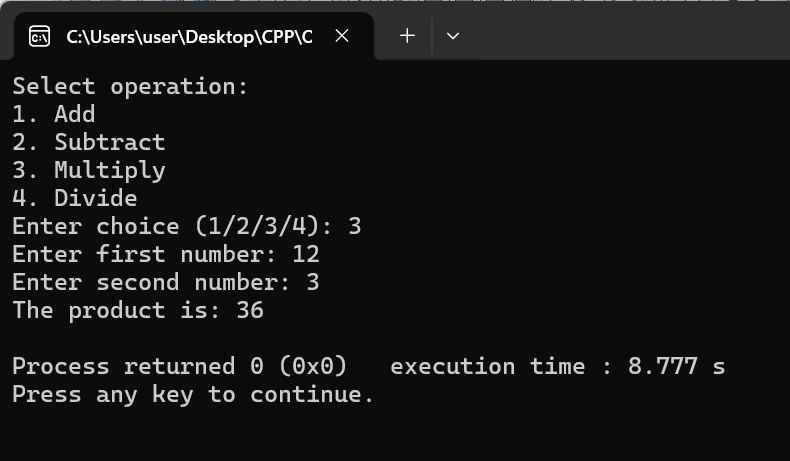 C:\Users\user\Desktop\CPP\C
Select operation:
1. Add
2. Subtract
3. Multiply
4. Divide
Enter choice (1/2/3/4): 3
Enter first number: 12
Enter second number: 3
The product is: 36
Process returned 0 (0x0)   execution time : 8.777 s
Press any key to continue.